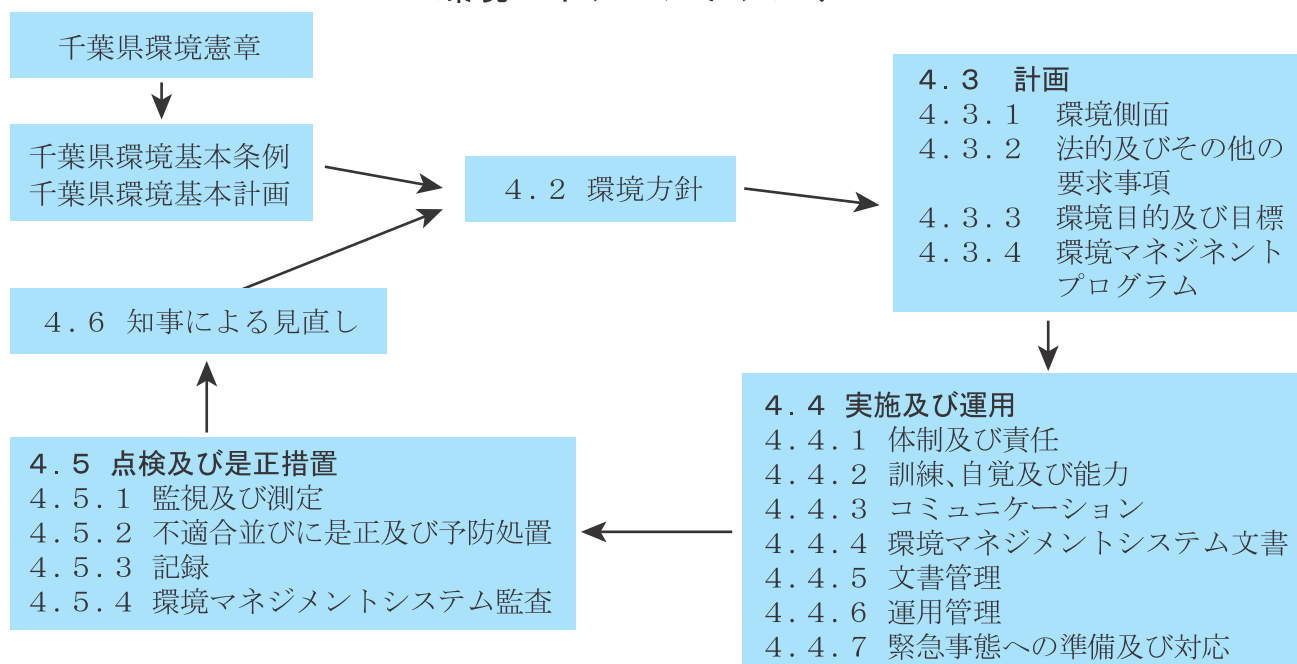 千葉県環境憲章
千葉県環境基本条例
千葉県環境基本計画
4.2 環境方針
4.3 計画
4.3.1 環境側面
4.3.2 法的及びその他の
要求事項
4.3.3 環境目的及び目標
4.3.4 環境マネジネント
プログラム
4.6 知事による見直し
4.4 実施及び運用
4.4.1 体制及び責任
4.4.2 訓練、自覚及び能力
4.4.3 コミュニケーション
4.4.4 環境マネジメントシステム文書
4.4.5 文書管理
4.4.6 運用管理
4.4.7 緊急事態への準備及び対応
4.5 点検及び是正措置
4.5.1 監視及び測定
4.5.2 不適合並びに是正及び予防処置
4.5.3 記録
4.5.4 環境マネジメントシステム監査